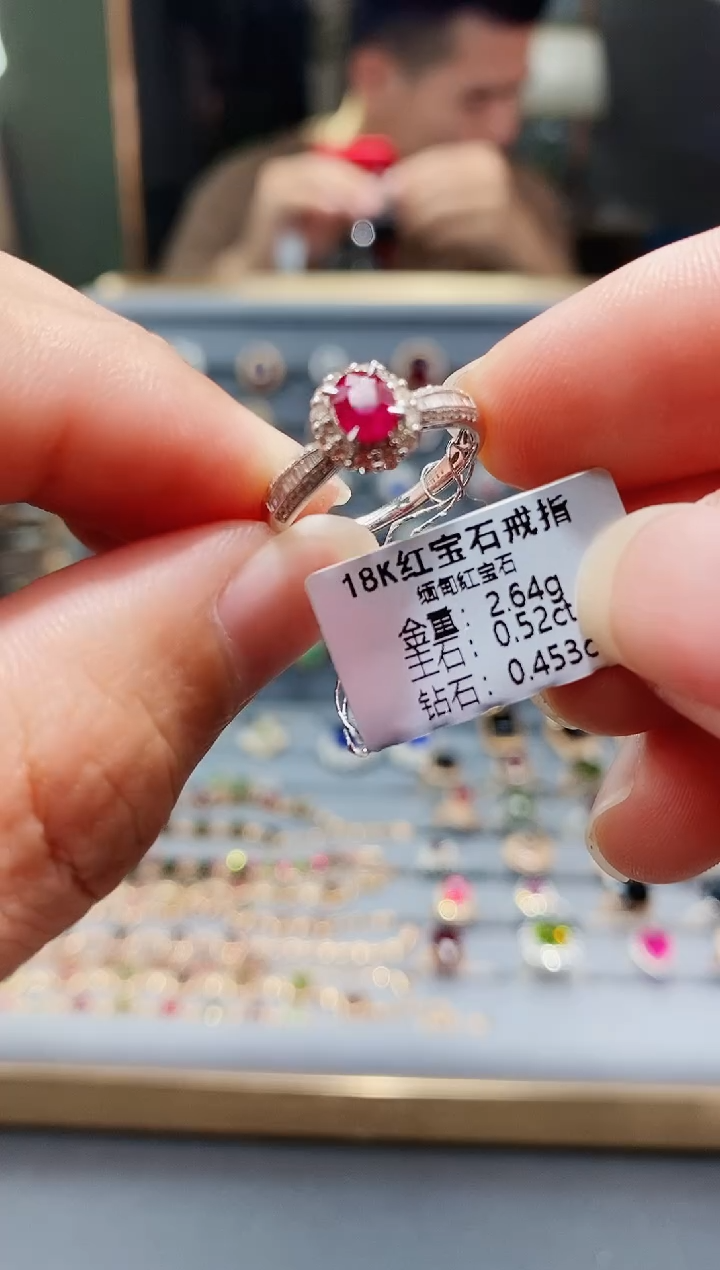 18K红宝石戒指
缅甸红宝石
金重：2.64g
主石：0.52ct
钻石：0.453c